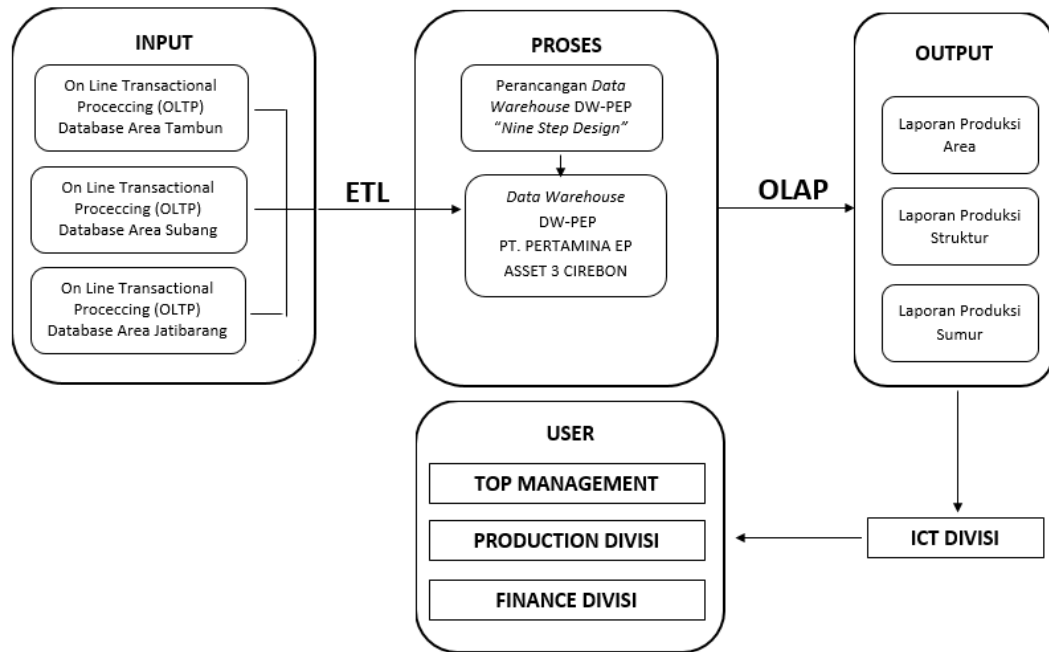 INPUT
On Line Transactional
Proceccing (OLTP)
Database Area Tambun
On Line Transactional
Proceccing (OLTP)
Database Area Subang
On Line Transactional
Proceccing (OLTP)
Database Area Jatibarang
ETL
PROSES
Perancangan Data
Warehouse DW-PEP
“Nine Step Design”
Data Warehouse
DW-PEP
PT. PERTAMINA EP
ASSET 3 CIREBON
OLAP
OUTPUT
Laporan Produksi
Area
Laporan Produksi
Struktur
Laporan Produksi
Sumur
ICT DIVISI
USER
TOP MANAGEMENT
PRODUCTION DIVISI
FINANCE DIVISI